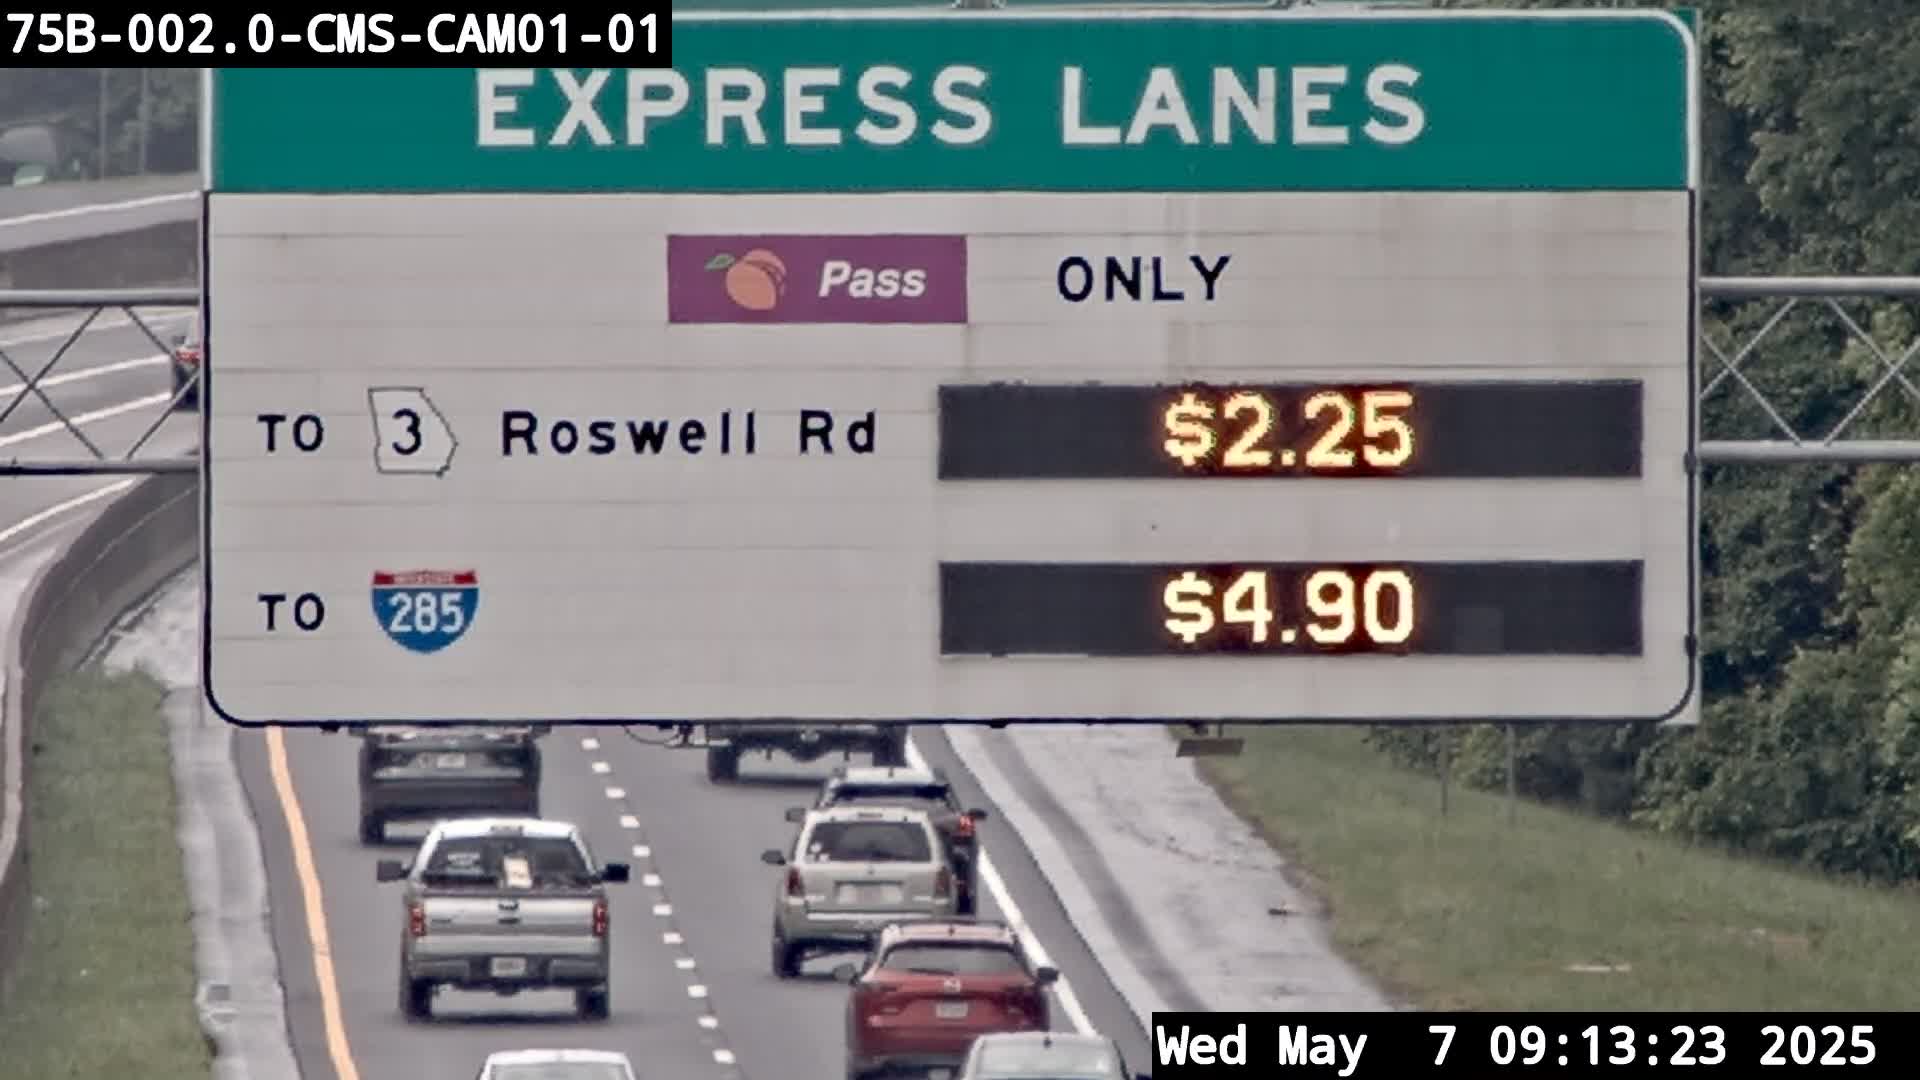 75B-002.0-CMS-CAM01-01
EXPRESS LANES
Pass ONLY
TO 3 Roswell Rd $2.25
TO INTERSTATE 285 $4.90
Wed May 7 09:13:23 2025